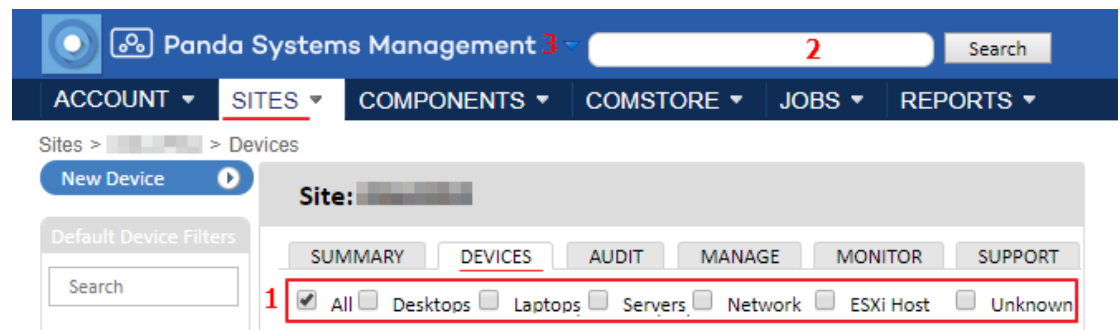 Panda Systems Management 3 2 Search
ACCOUNT SITES COMPONENTS COMSTORE JOBS REPORTS
Sites > > Devices
New Device
Site:
Default Device Filters
SUMMARY DEVICES AUDIT MANAGE MONITOR SUPPORT
Search
1 All Desktops Laptops Servers Network ESXi Host Unknown